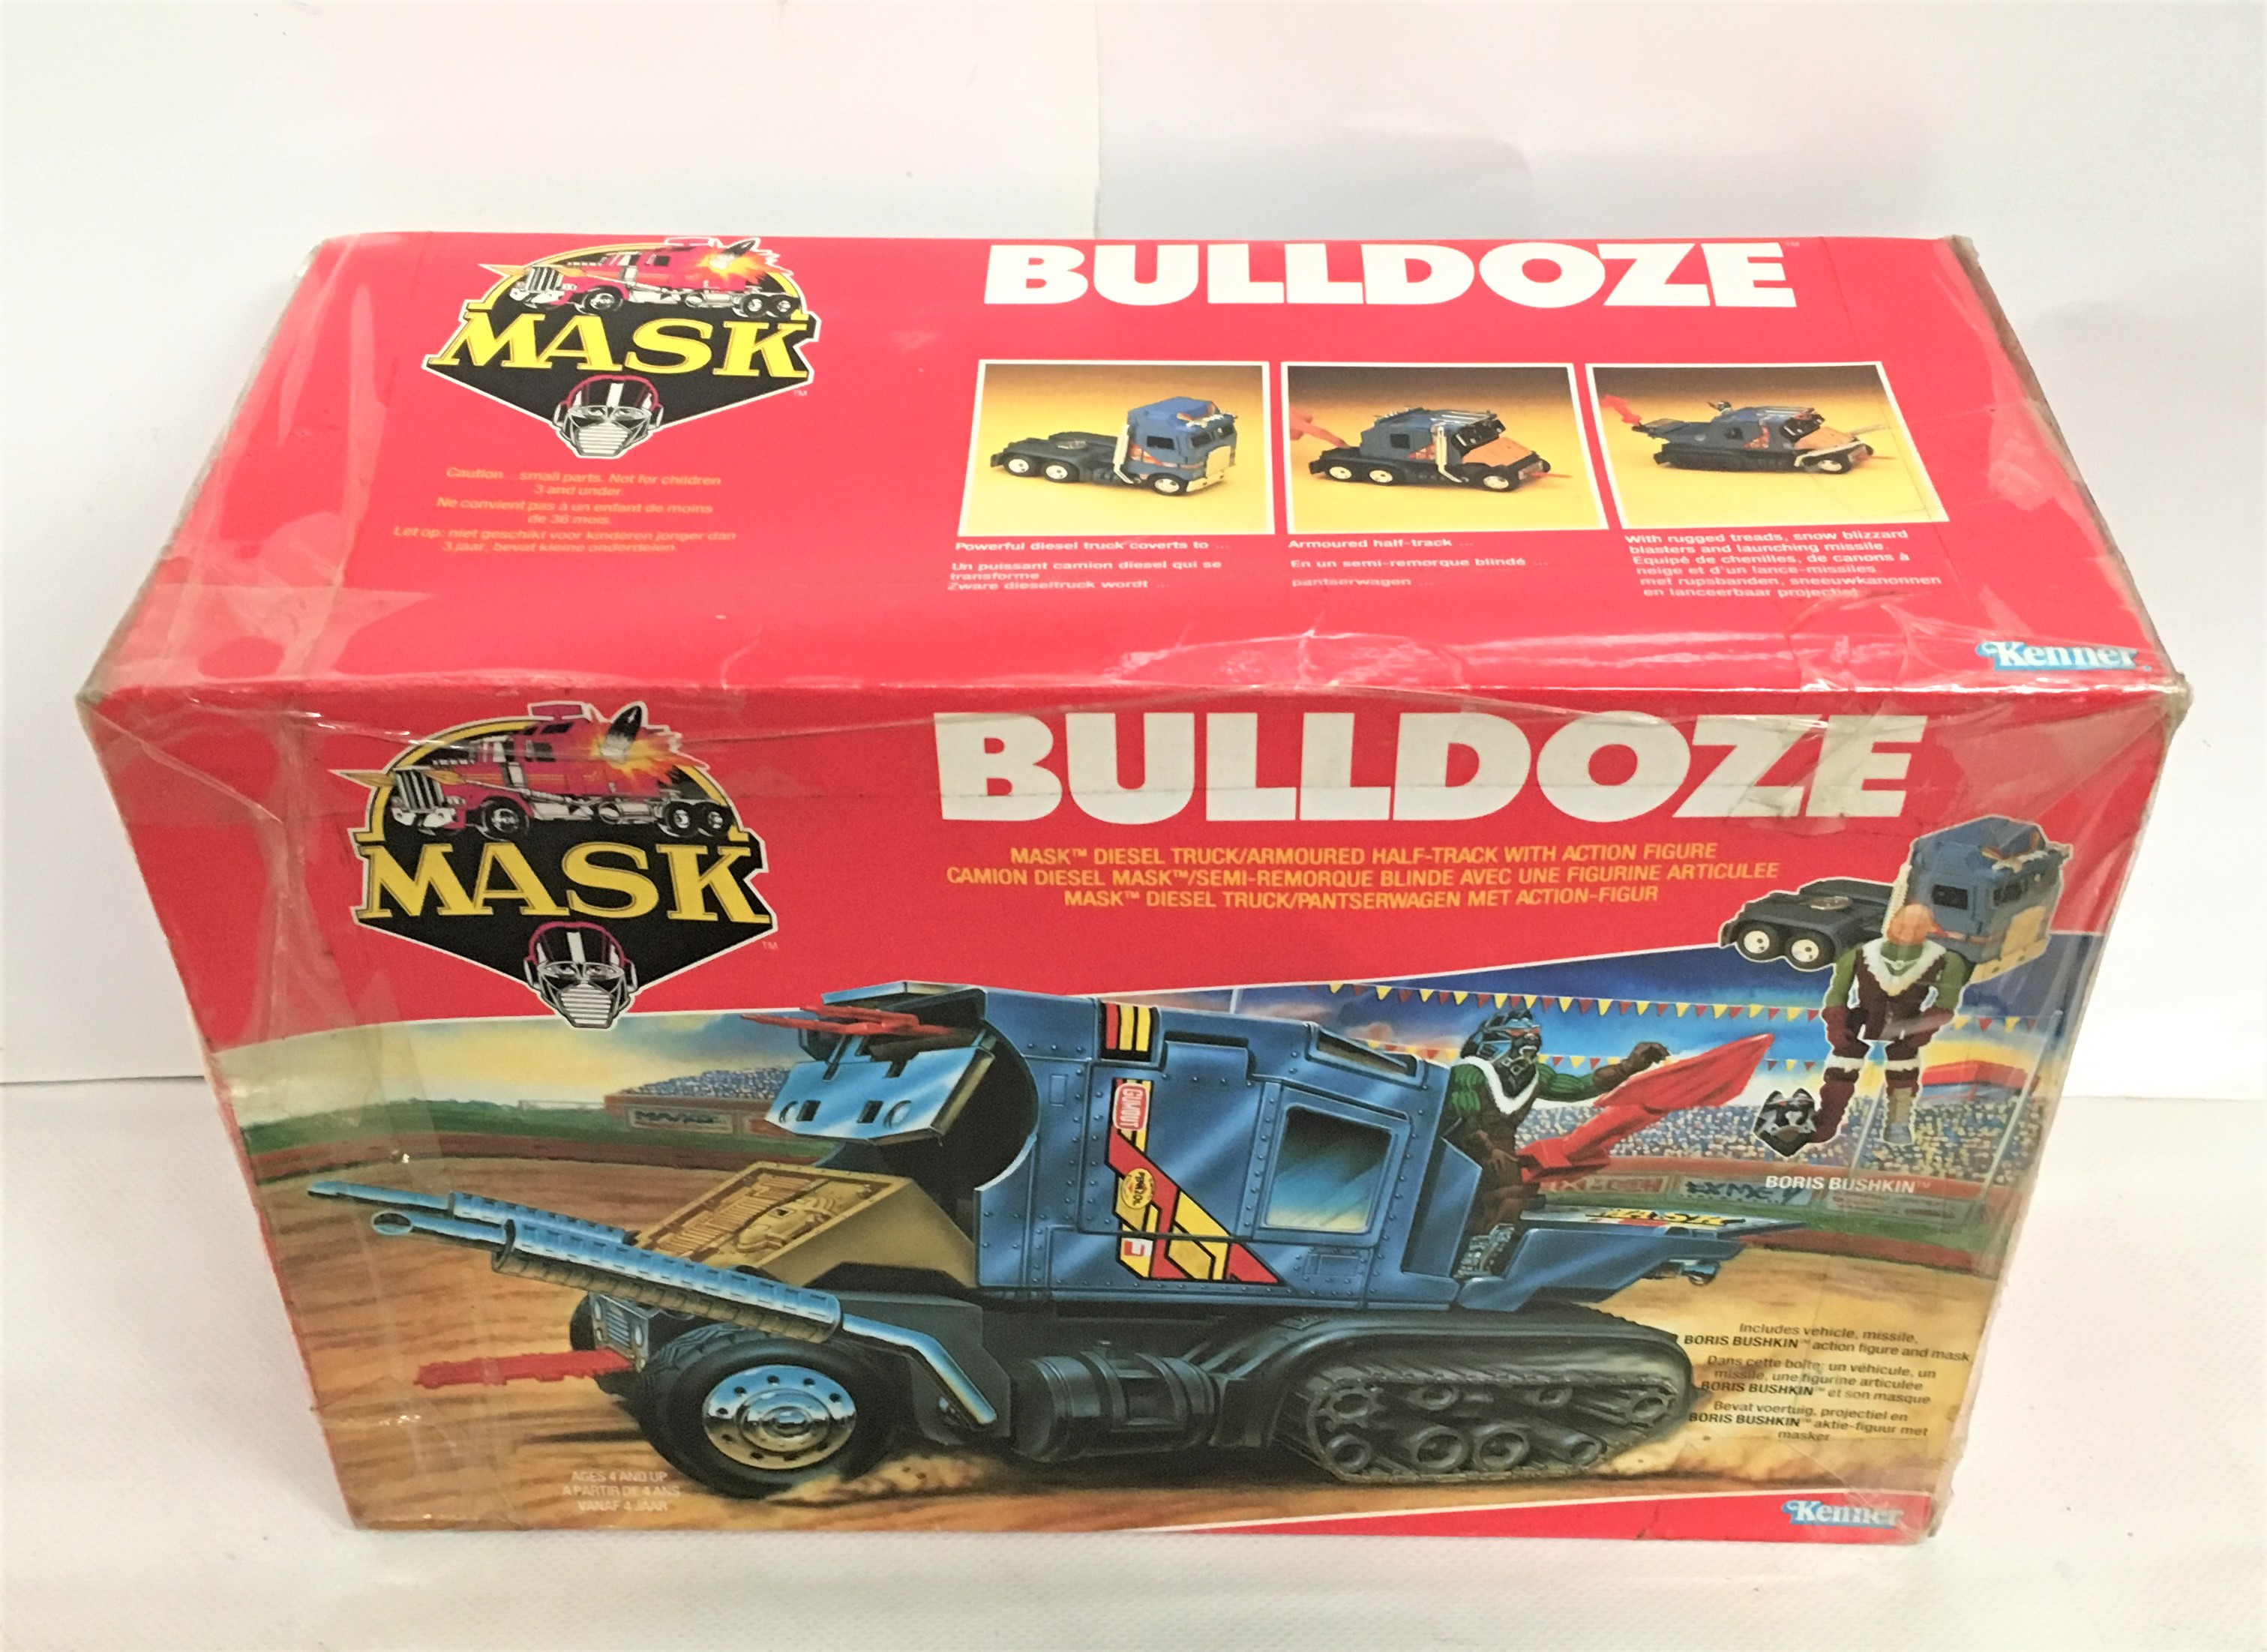 BULLDOZE™
MASK
TM
Caution...small parts. Not for children
3 and under.
Ne convient pas à un enfant de moins
de 36 mois.
Let op: niet geschikt voor kinderen jonger dan
3 jaar, bevat kleine onderdelen.
Powerful diesel truck coverts to ...
Un puissant camion diesel qui se
transforme
Zware dieseltruck wordt ...
Armoured half-track ...
En un semi-remorque blindé ...
pantserwagen ...
With rugged treads, snow blizzard
blasters and launching missile.
Equipé de chenilles, de canons à
neige et d'un lance-missiles.
met rupsbanden, sneeuwkanonnen
en lanceerbaar projectiel
Kenner
BULLDOZE
MASK
TM
MASK™ DIESEL TRUCK/ARMOURED HALF-TRACK WITH ACTION FIGURE
CAMION DIESEL MASK™/SEMI-REMORQUE BLINDE AVEC UNE FIGURINE ARTICULEE
MASK™ DIESEL TRUCK/PANTSERWAGEN MET ACTION-FIGUR
BORIS BUSHKIN™
MASK
Includes vehicle, missile,
BORIS BUSHKIN™ action figure and mask
Dans cette boîte: un véhicule, un
missile, une figurine articulée
BORIS BUSHKIN™ et son masque
Bevat voertuig, projectiel en
BORIS BUSHKIN™ aktie-figuur met
masker
AGES 4 AND UP
A PARTIR DE 4 ANS
VANAF 4 JAAR
Kenner